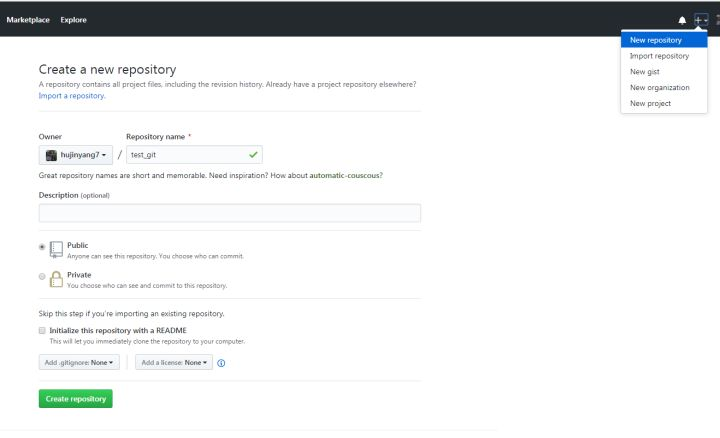 Marketplace Explore
New repository
Import repository
New gist
New organization
New project
Create a new repository
A repository contains all project files, including the revision history. Already have a project repository elsewhere?
Import a repository.
Owner Repository name *
hujinyang7 / test_git
Great repository names are short and memorable. Need inspiration? How about automatic-couscous?
Description (optional)
Public
Anyone can see this repository. You choose who can commit.
Private
You choose who can see and commit to this repository.
Skip this step if you're importing an existing repository.
Initialize this repository with a README
This will let you immediately clone the repository to your computer.
Add .gitignore: None Add a license: None
Create repository